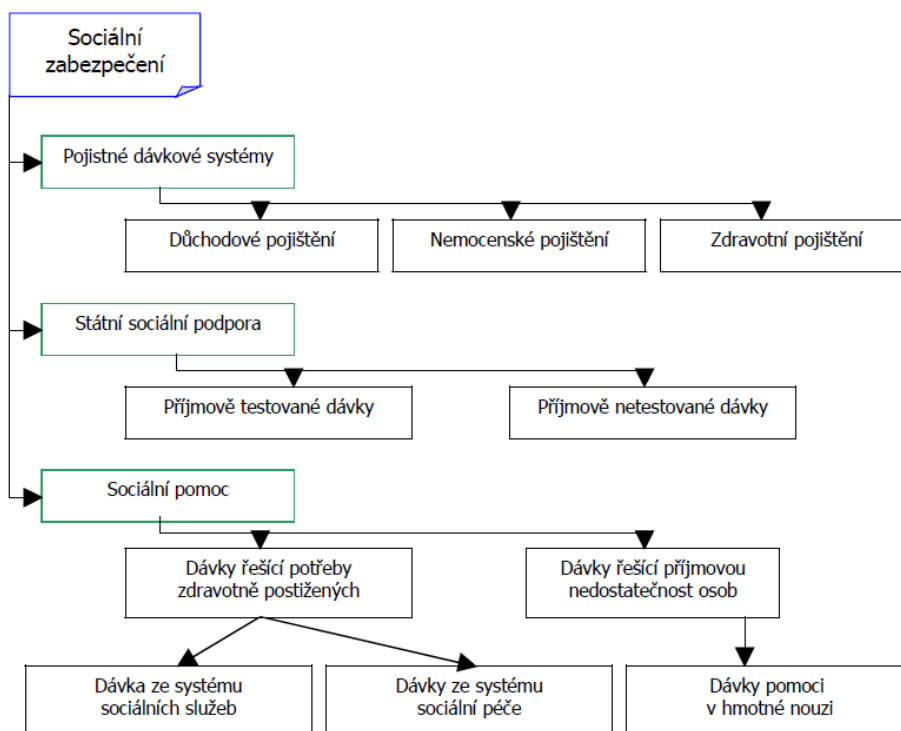 Sociální
zabezpečení
Pojistné dávkové systémy
Důchodové pojištění
Nemocenské pojištění
Zdravotní pojištění
Státní sociální podpora
Příjmově testované dávky
Příjmově netestované dávky
Sociální pomoc
Dávky řešící potřeby
zdravotně postižených
Dávky řešící příjmovou
nedostatečnost osob
Dávka ze systému
sociálních služeb
Dávky ze systému
sociální péče
Dávky pomoci
v hmotné nouzi